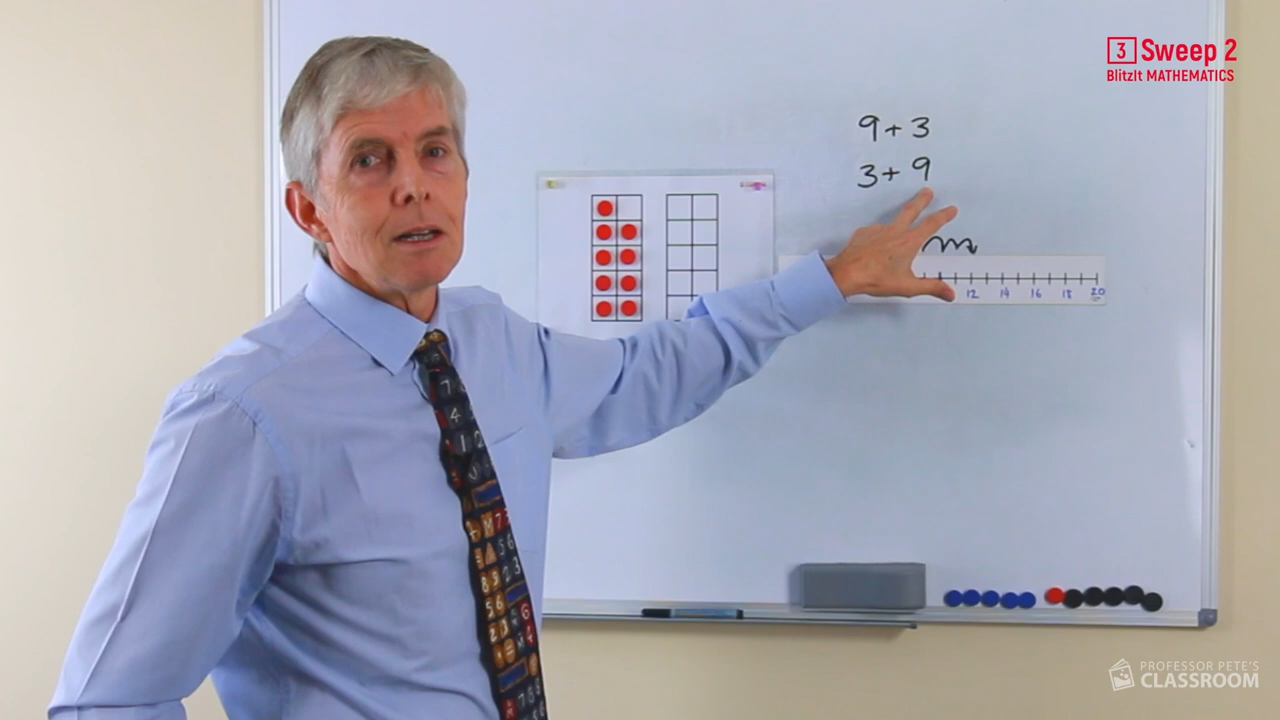 3 Sweep 2
BlitzIt MATHEMATICS
9 + 3
3 + 9
12 14 16 18 20
PROFESSOR PETE'S
CLASSROOM